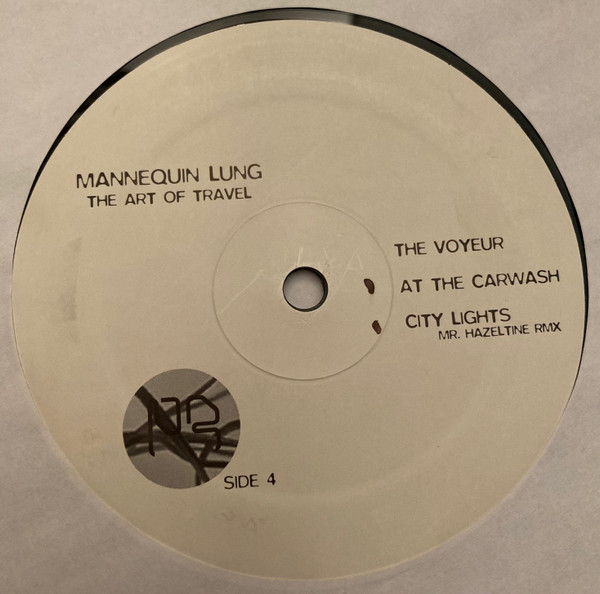 MANNEQUIN LUNG
THE ART OF TRAVEL
THE VOYEUR
AT THE CARWASH
CITY LIGHTS
MR. HAZELTINE RMX
SIDE 4